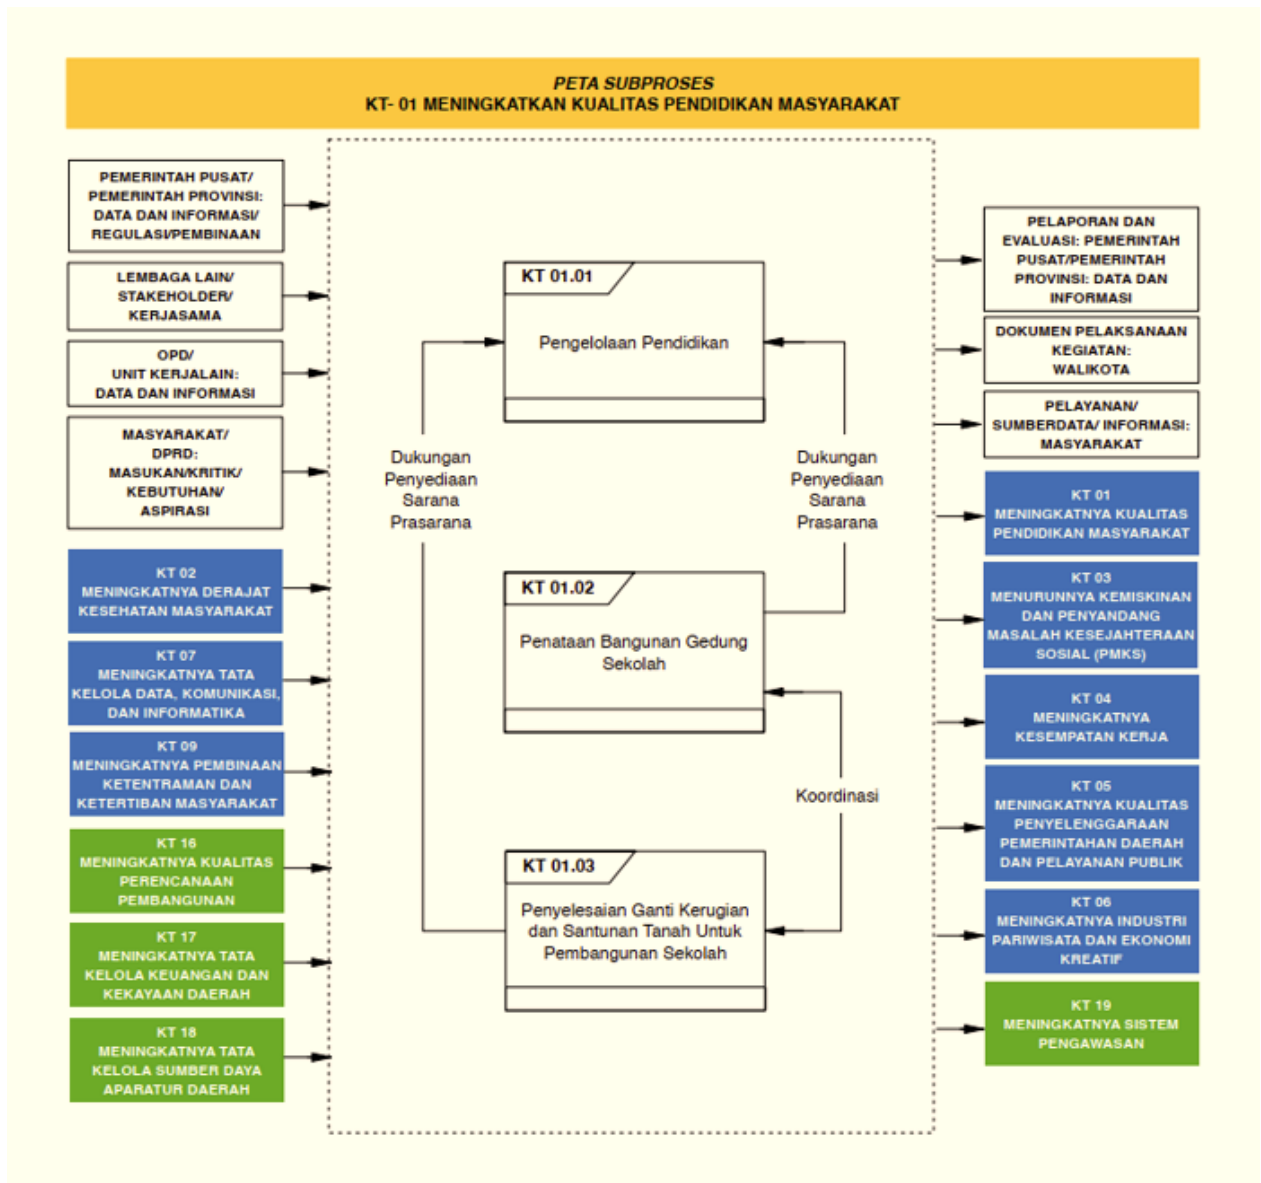 PETA SUBPROSES
KT- 01 MENINGKATKAN KUALITAS PENDIDIKAN MASYARAKAT
PEMERINTAH PUSAT/
PEMERINTAH PROVINSI:
DATA DAN INFORMASI/
REGULASI/PEMBINAAN
LEMBAGA LAIN/
STAKEHOLDER/
KERJASAMA
OPD/
UNIT KERJALAIN:
DATA DAN INFORMASI
MASYARAKAT/
DPRD:
MASUKAN/KRITIK/
KEBUTUHAN/
ASPIRASI
KT 02
MENINGKATNYA DERAJAT
KESEHATAN MASYARAKAT
KT 07
MENINGKATNYA TATA
KELOLA DATA, KOMUNIKASI,
DAN INFORMATIKA
KT 09
MENINGKATNYA PEMBINAAN
KETENTRAMAN DAN
KETERTIBAN MASYARAKAT
KT 16
MENINGKATNYA KUALITAS
PERENCANAAN
PEMBANGUNAN
KT 17
MENINGKATNYA TATA
KELOLA KEUANGAN DAN
KEKAYAAN DAERAH
KT 18
MENINGKATNYA TATA
KELOLA SUMBER DAYA
APARATUR DAERAH
KT 01.01
Pengelolaan Pendidikan
Dukungan
Penyediaan
Sarana
Prasarana
Dukungan
Penyediaan
Sarana
Prasarana
KT 01.02
Penataan Bangunan Gedung
Sekolah
Koordinasi
KT 01.03
Penyelesaian Ganti Kerugian
dan Santunan Tanah Untuk
Pembangunan Sekolah
PELAPORAN DAN
EVALUASI: PEMERINTAH
PUSAT/PEMERINTAH
PROVINSI: DATA DAN
INFORMASI
DOKUMEN PELAKSANAAN
KEGIATAN:
WALIKOTA
PELAYANAN/
SUMBERDATA/ INFORMASI:
MASYARAKAT
KT 01
MENINGKATNYA KUALITAS
PENDIDIKAN MASYARAKAT
KT 03
MENURUNNYA KEMISKINAN
DAN PENYANDANG
MASALAH KESEJAHTERAAN
SOSIAL (PMKS)
KT 04
MENINGKATNYA
KESEMPATAN KERJA
KT 05
MENINGKATNYA KUALITAS
PENYELENGGARAAN
PEMERINTAHAN DAERAH
DAN PELAYANAN PUBLIK
KT 06
MENINGKATNYA INDUSTRI
PARIWISATA DAN EKONOMI
KREATIF
KT 19
MENINGKATNYA SISTEM
PENGAWASAN